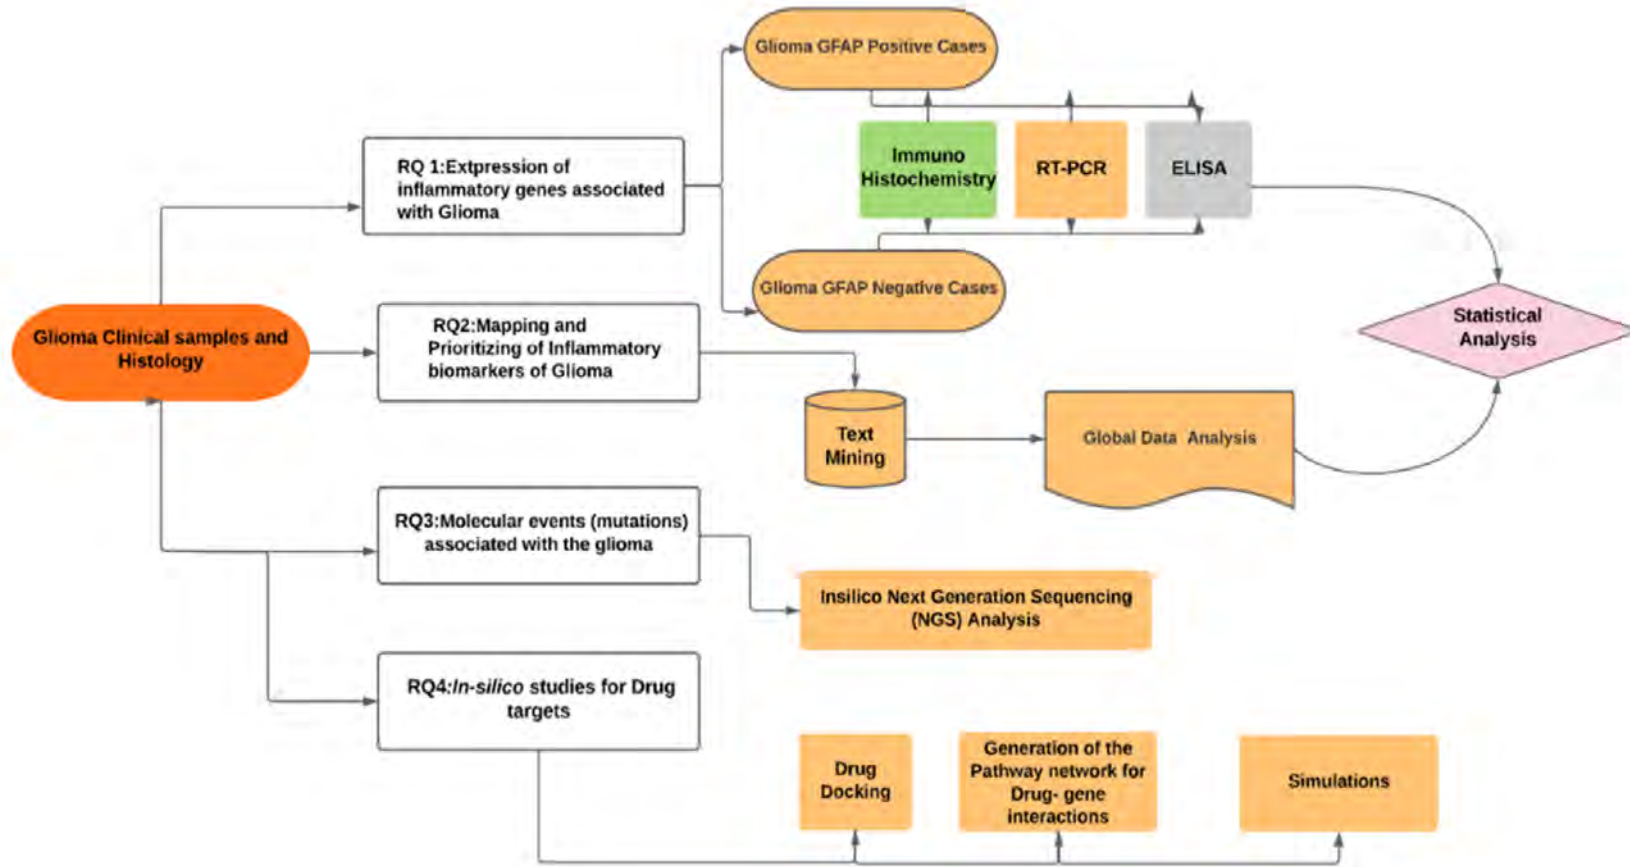 Glioma GFAP Positive Cases
Immuno
Histochemistry
RT-PCR
ELISA
RQ 1:Extpression of
inflammatory genes associated
with Glioma
Glioma GFAP Negative Cases
Glioma Clinical samples and
Histology
RQ2:Mapping and
Prioritizing of Inflammatory
biomarkers of Glioma
Statistical
Analysis
Text
Mining
Global Data Analysis
RQ3:Molecular events (mutations)
associated with the glioma
Insilico Next Generation Sequencing
(NGS) Analysis
RQ4:In-silico studies for Drug
targets
Drug
Docking
Generation of the
Pathway network for
Drug- gene
interactions
Simulations